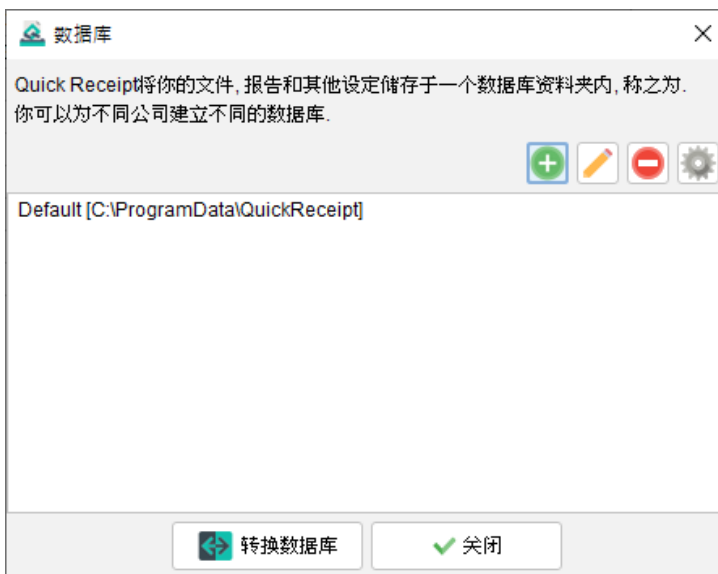 数据库
Quick Receipt将你的文件, 报告和其他设定储存于一个数据库资料夹内, 称之为.
你可以为不同公司建立不同的数据库.
Default [C:\ProgramData\QuickReceipt]
转换数据库
关闭